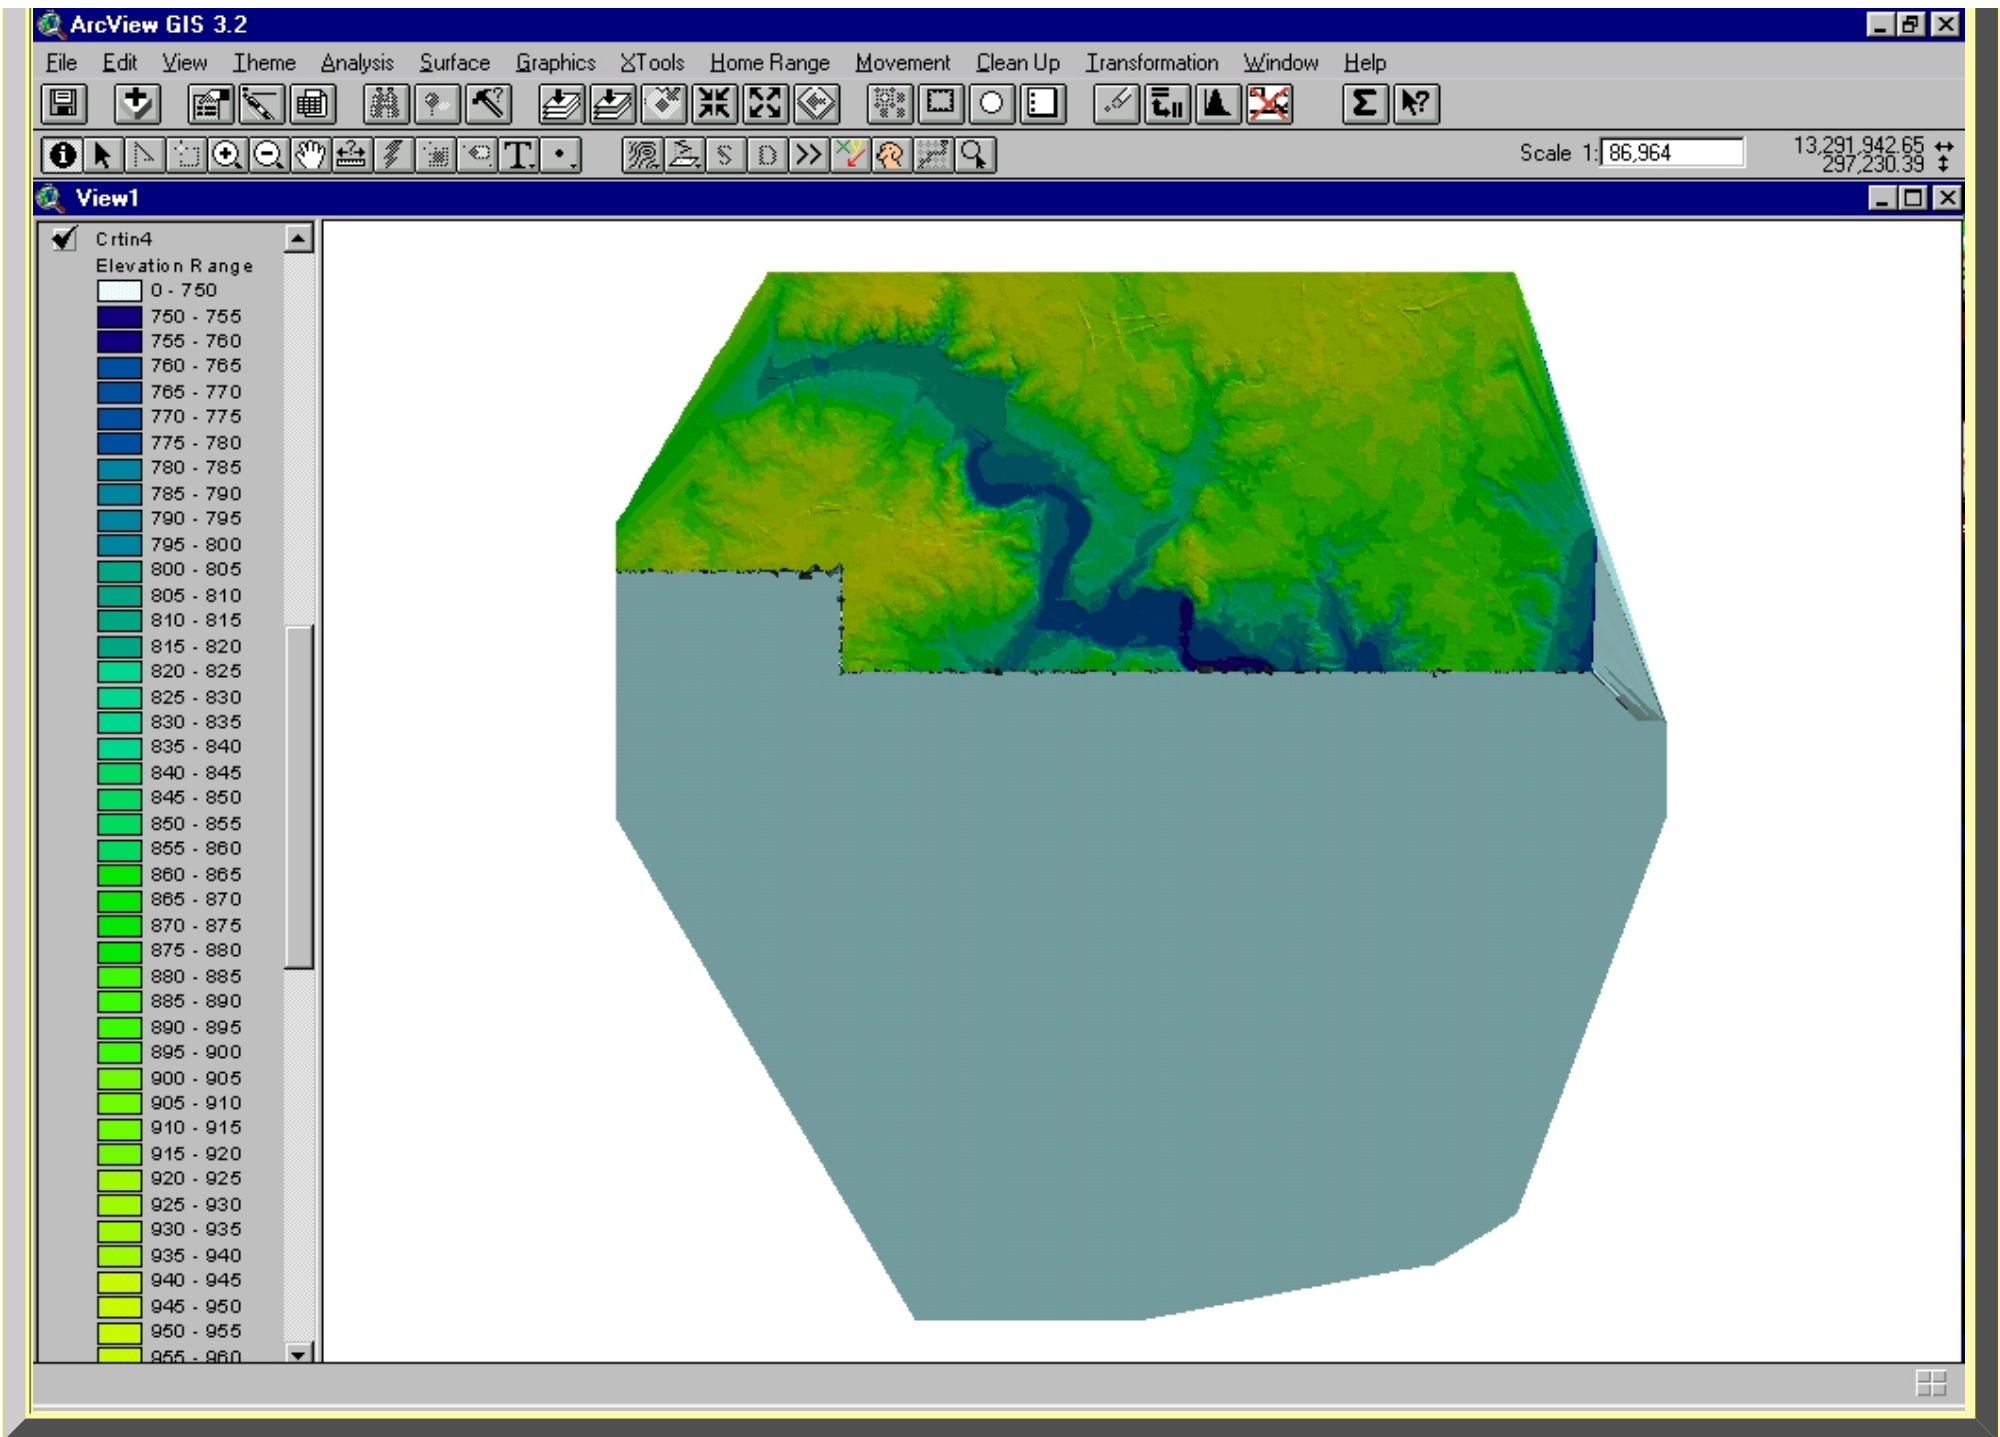 ArcView GIS 3.2
File Edit View Theme Analysis Surface Graphics XTools Home Range Movement Clean Up Transformation Window Help
Scale 1: 86,964
13,291,942.65
297,230.39
View1
Crtin4
Elevation Range
0 - 750
750 - 755
755 - 760
760 - 765
765 - 770
770 - 775
775 - 780
780 - 785
785 - 790
790 - 795
795 - 800
800 - 805
805 - 810
810 - 815
815 - 820
820 - 825
825 - 830
830 - 835
835 - 840
840 - 845
845 - 850
850 - 855
855 - 860
860 - 865
865 - 870
870 - 875
875 - 880
880 - 885
885 - 890
890 - 895
895 - 900
900 - 905
905 - 910
910 - 915
915 - 920
920 - 925
925 - 930
930 - 935
935 - 940
940 - 945
945 - 950
950 - 955
955 - 960